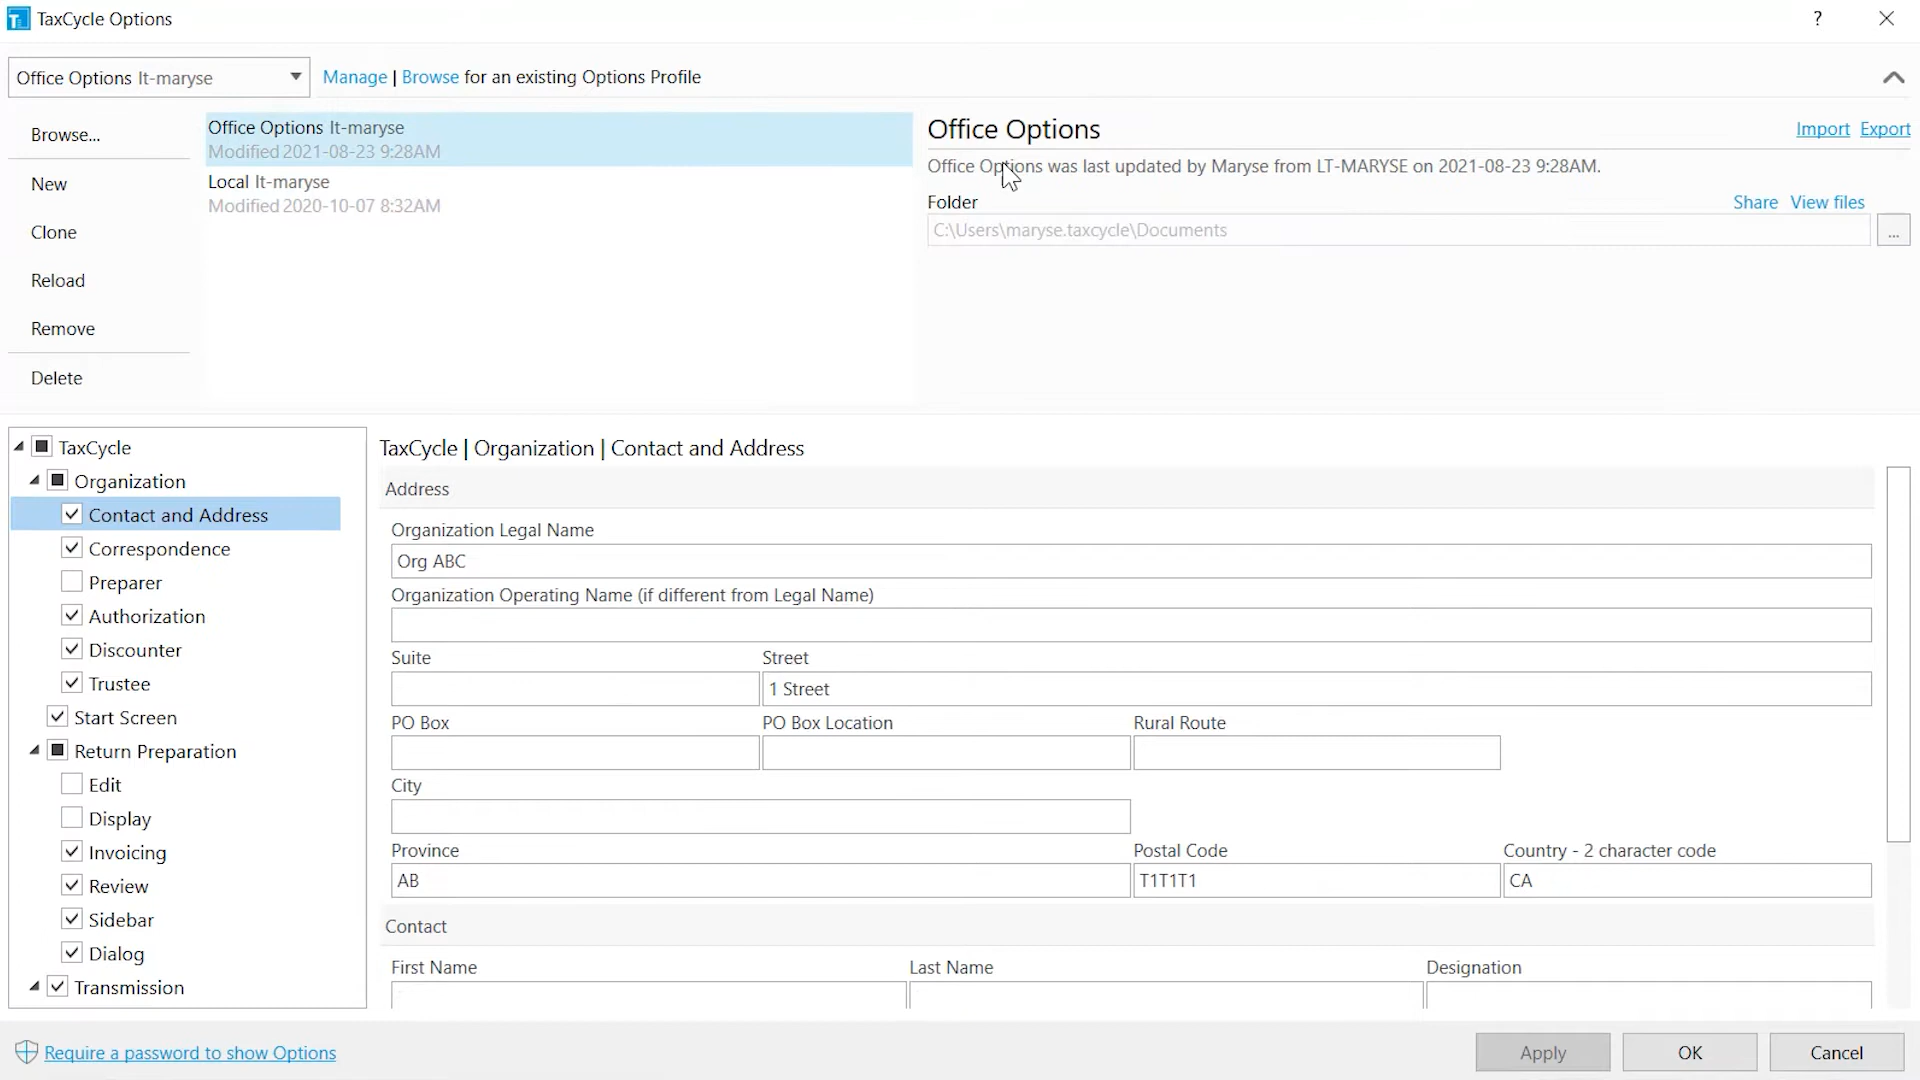 TaxCycle Options
?
Office Options lt-maryse
Manage | Browse for an existing Options Profile
Browse...
New
Clone
Reload
Remove
Delete
Office Options lt-maryse
Modified 2021-08-23 9:28AM
Local lt-maryse
Modified 2020-10-07 8:32AM
Office Options
Import Export
Office Options was last updated by Maryse from LT-MARYSE on 2021-08-23 9:28AM.
Folder
Share View files
C:\Users\maryse.taxcycle\Documents
...
TaxCycle
Organization
Contact and Address
Correspondence
Preparer
Authorization
Discounter
Trustee
Start Screen
Return Preparation
Edit
Display
Invoicing
Review
Sidebar
Dialog
Transmission
TaxCycle | Organization | Contact and Address
Address
Organization Legal Name
Org ABC
Organization Operating Name (if different from Legal Name)
Suite Street
1 Street
PO Box PO Box Location Rural Route
City
Province Postal Code Country - 2 character code
AB T1T1T1 CA
Contact
First Name Last Name Designation
Require a password to show Options
Apply OK Cancel